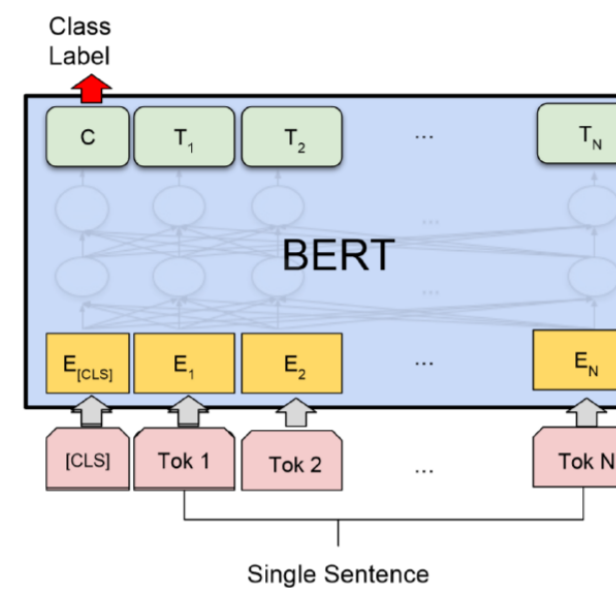 Class
Label
C T1 T2 ... TN
...
BERT
...
E[CLS] E1 E2 ... EN
[CLS] Tok 1 Tok 2 ... Tok N
Single Sentence